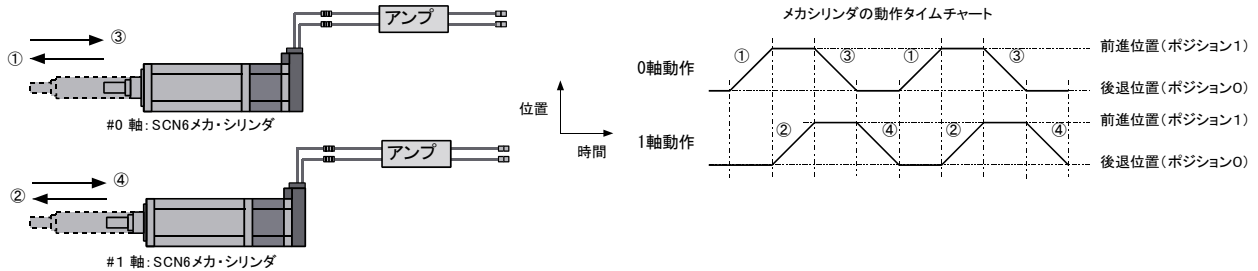 アンプ
③
①
#0 軸：SCN6メカ・シリンダ
アンプ
④
②
#1 軸：SCN6メカ・シリンダ
位置
時間
メカシリンダの動作タイムチャート
0軸動作
①
③
①
③
前進位置（ポジション1）
後退位置（ポジション0）
1軸動作
②
④
②
④
前進位置（ポジション1）
後退位置（ポジション0）